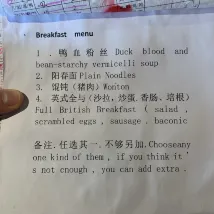 Breakfast menu
1 . 鸭血粉丝 Duck blood and
bean-starchy vermicelli soup
2. 阳春面 Plain Noodles
3. 馄饨（猪肉）Wonton
4. 英式全与（沙拉，炒蛋, 香肠、培根）
Full British Breakfast ( salad ,
scrambled eggs , sausage . baconic
备注. 任选其一. 不够另加. Chooseany
one kind of them , if you think it '
s not cnough , you can add extra .